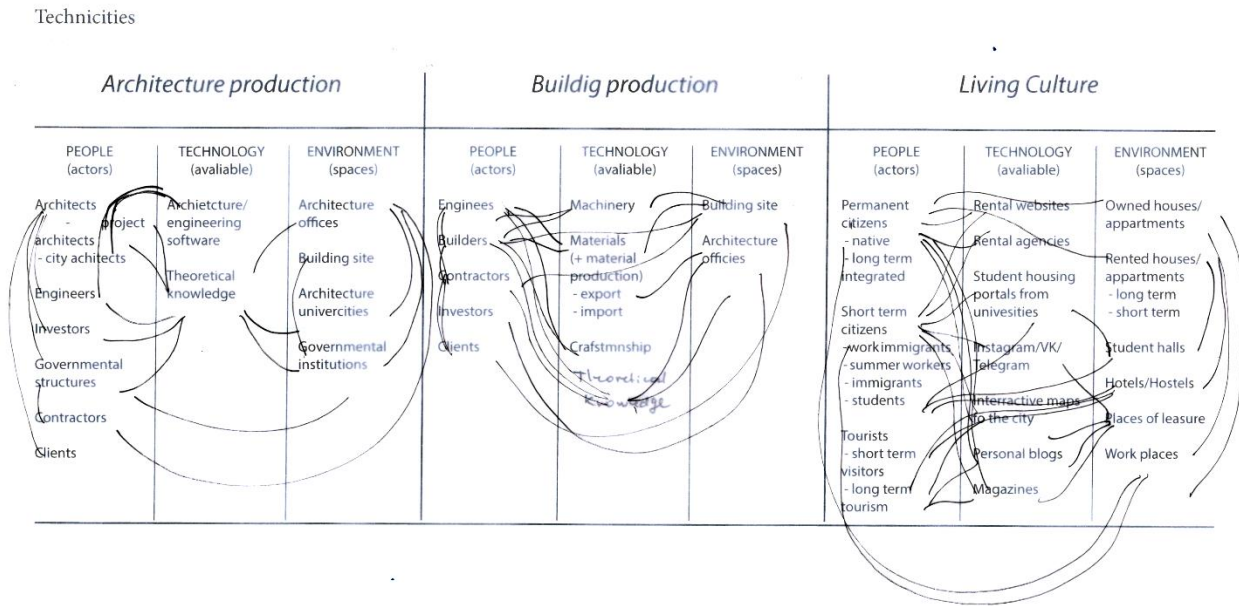 Technicities
Architecture production
Buildig production
Living Culture
PEOPLE
(actors)
TECHNOLOGY
(avaliable)
ENVIRONMENT
(spaces)
Architects
- project
architects
- city achitects
Engineers
Investors
Governmental
structures
Contractors
Clients
Archietcture/
engineering
software
Theoretical
knowledge
Architecture
offices
Building site
Architecture
univercities
Governmental
institutions
PEOPLE
(actors)
TECHNOLOGY
(avaliable)
ENVIRONMENT
(spaces)
Enginees
Builders
Contractors
Investors
Clients
Machinery
Materials
(+ material
production)
- export
- import
Crafstmnship
Theoretical
knowledge
Building site
Architecture
officies
PEOPLE
(actors)
TECHNOLOGY
(avaliable)
ENVIRONMENT
(spaces)
Permanent
citizens
- native
- long term
integrated
Short term
citizens
- work immigrants
- summer workers
- immigrants
- students
Tourists
- short term
visitors
- long term
tourism
Rental websites
Rental agencies
Student housing
portals from
univesities
Instagram/VK/
Telegram
Interractive maps
fo the city
Personal blogs
Magazines
Owned houses/
appartments
Rented houses/
appartments
- long term
- short term
Student halls
Hotels/Hostels
Places of leasure
Work places